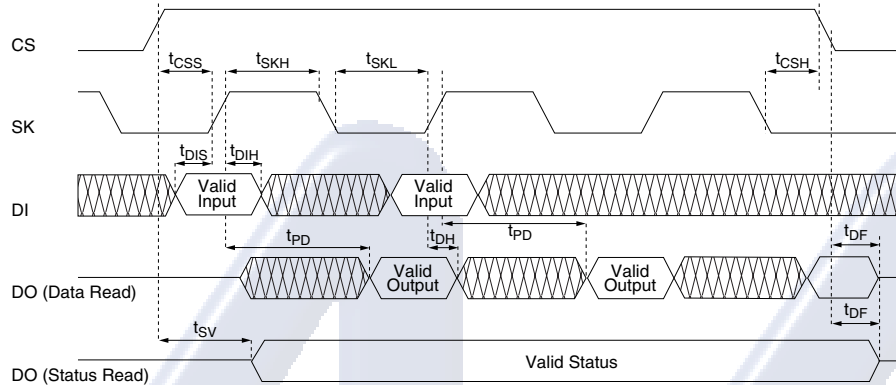 CS
tCSS
tSKH
tSKL
tCSH
SK
tDIS
tDIH
Valid
Input
Valid
Input
DI
tPD
tDH
tPD
tDF
Valid
Output
Valid
Output
DO (Data Read)
tDF
tSV
Valid Status
DO (Status Read)